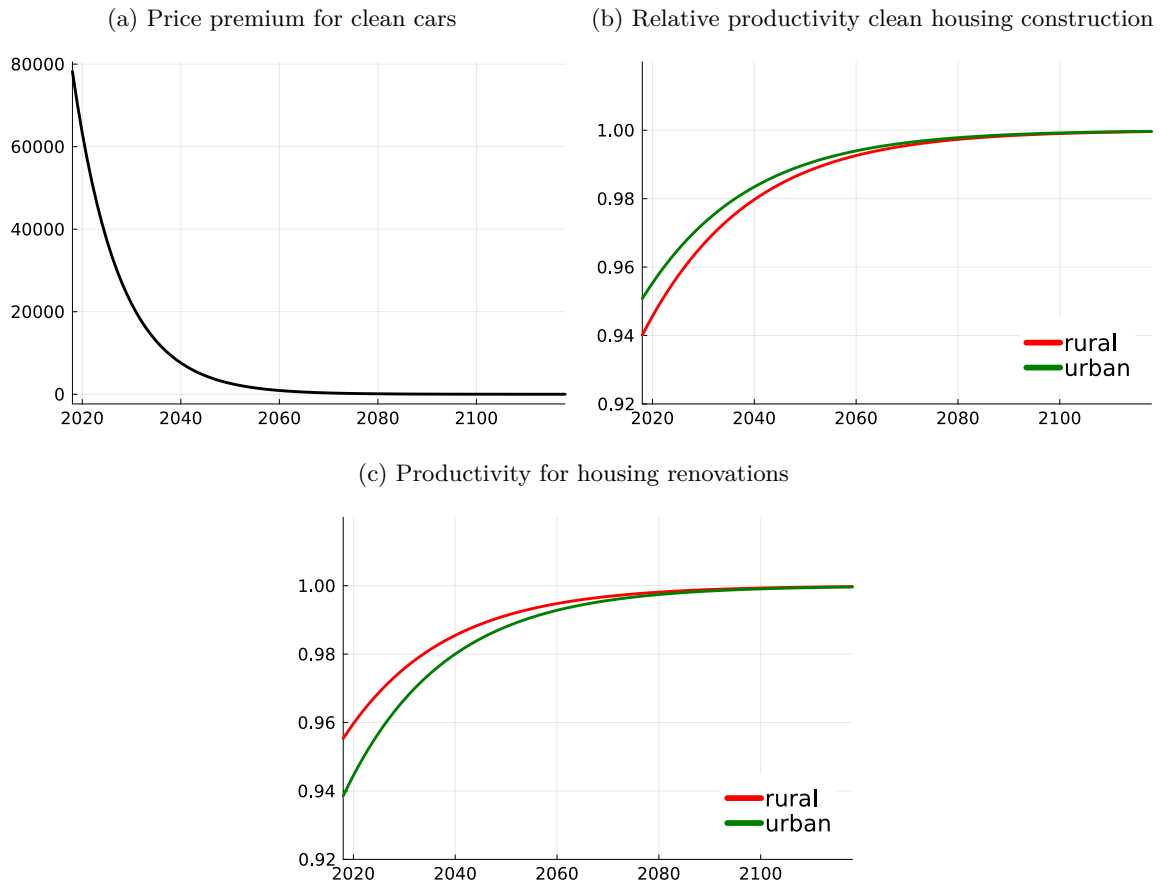 (a) Price premium for clean cars
80000
60000
40000
20000
0
2020 2040 2060 2080 2100
(b) Relative productivity clean housing construction
1.00
0.98
0.96
0.94
0.92
rural
urban
2020 2040 2060 2080 2100
(c) Productivity for housing renovations
1.00
0.98
0.96
0.94
0.92
rural
urban
2020 2040 2060 2080 2100